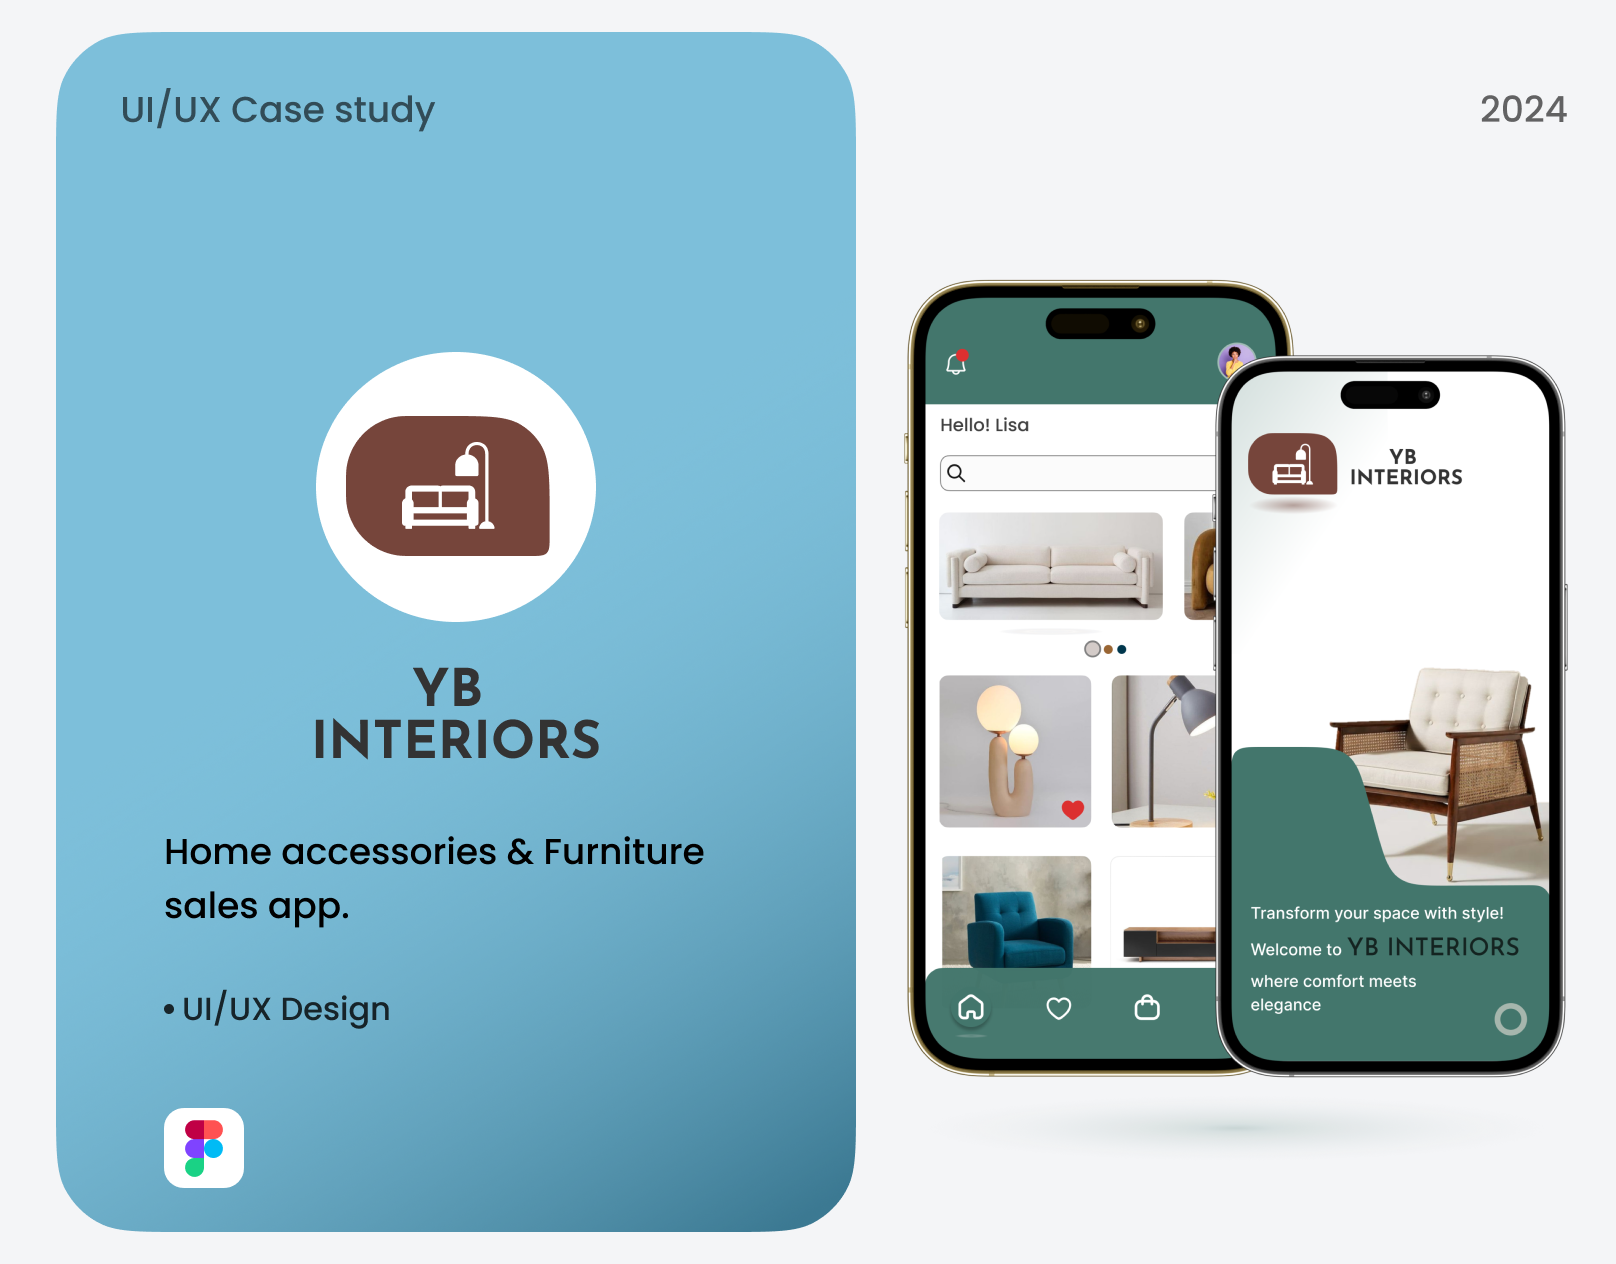 UI/UX Case study
2024
YB
INTERIORS
Home accessories & Furniture
sales app.
• UI/UX Design
Hello! Lisa
YB
INTERIORS
Transform your space with style!
Welcome to YB INTERIORS
where comfort meets
elegance